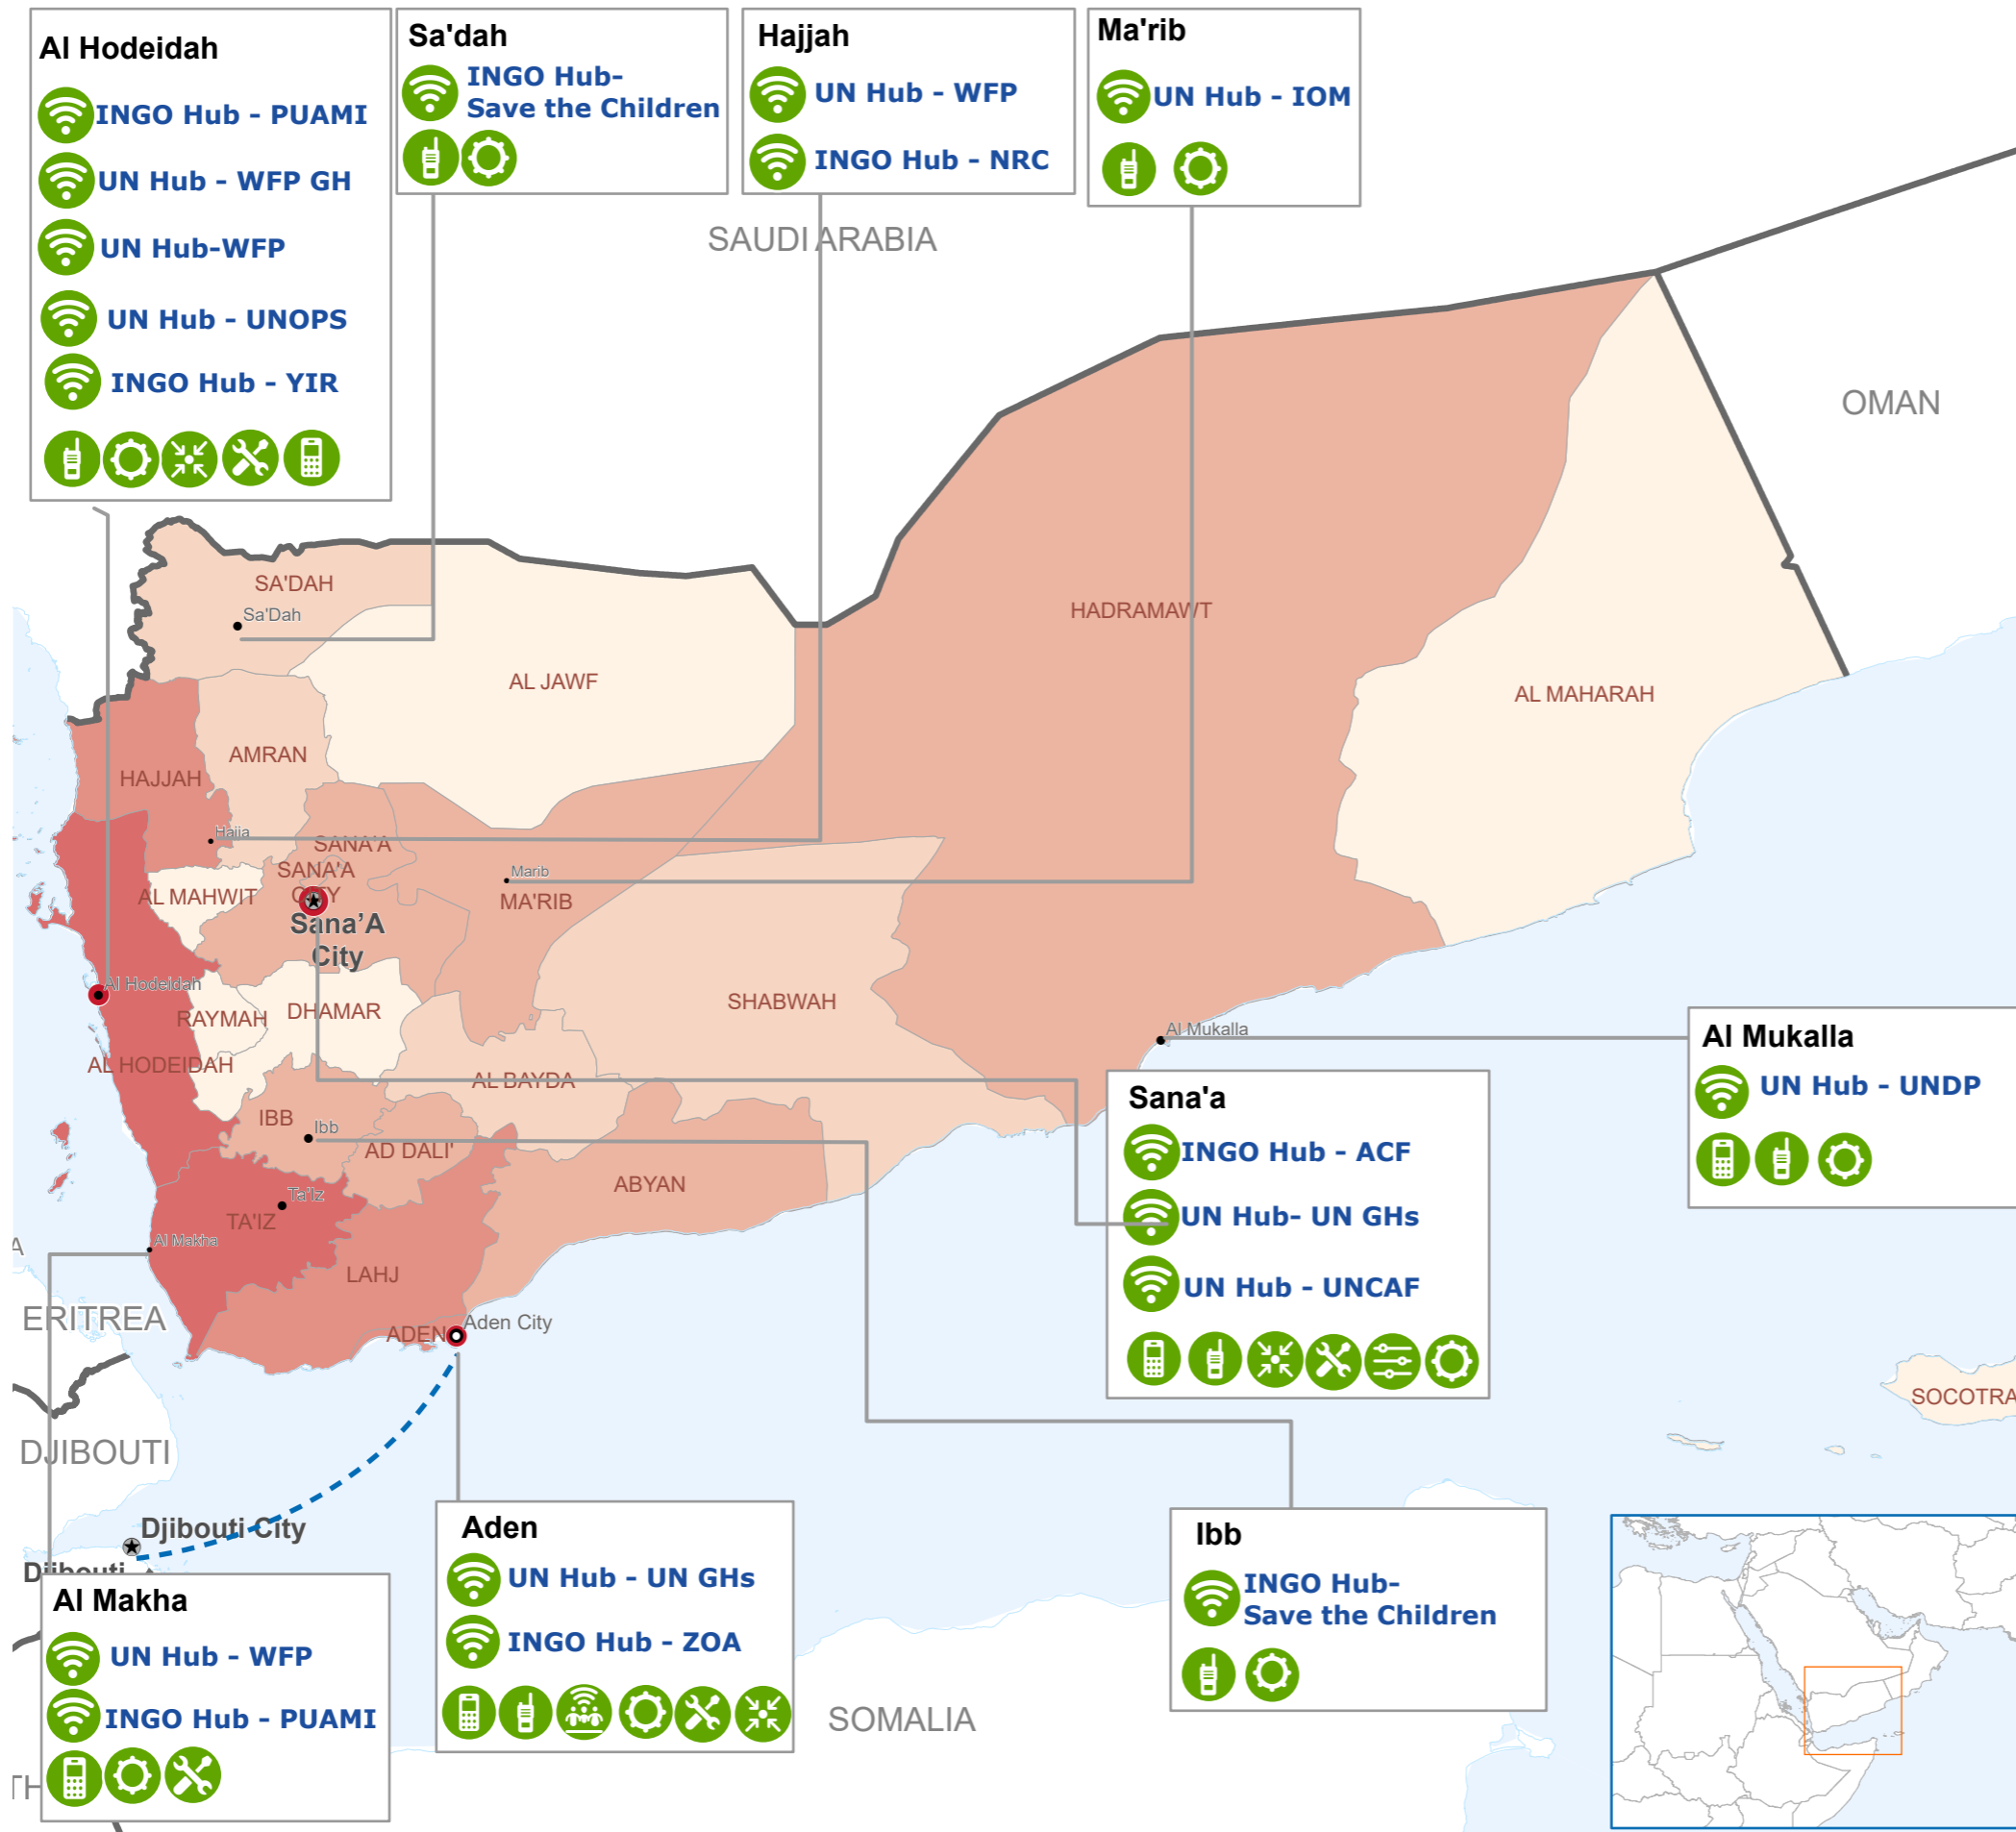 Al Hodeidah
INGO Hub - PUAMI
UN Hub - WFP GH
UN Hub-WFP
UN Hub - UNOPS
INGO Hub - YIR
Sa'dah
INGO Hub-
Save the Children
Hajjah
UN Hub - WFP
INGO Hub - NRC
Ma'rib
UN Hub - IOM
SAUDI ARABIA
OMAN
SA'DAH
Sa'Dah
HADRAMAWT
AL JAWF
AL MAHARAH
AMRAN
HAJJAH
Hajja
SANA'A
SANA'A
CITY
Marib
AL MAHWIT
MA'RIB
Sana'A
City
Al Hodeidah
RAYMAH
DHAMAR
SHABWAH
Al Mukalla
AL HODEIDAH
AL BAYDA
IBB
Ibb
AD DALI'
ABYAN
Ta'Iz
TA'IZ
Al Makha
LAHJ
ADEN
Aden City
ERITREA
DJIBOUTI
Djibouti City
Djibouti
SOCOTRA
SOMALIA
Al Mukalla
UN Hub - UNDP
Sana'a
INGO Hub - ACF
UN Hub- UN GHs
UN Hub - UNCAF
Aden
UN Hub - UN GHs
INGO Hub - ZOA
Ibb
INGO Hub-
Save the Children
Al Makha
UN Hub - WFP
INGO Hub - PUAMI